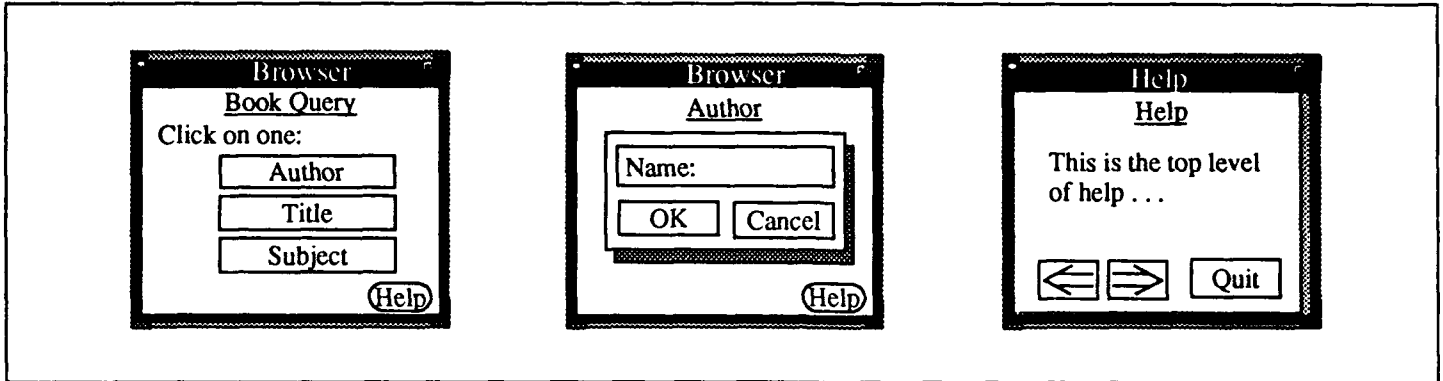 Browser
Book Query
Click on one:
Author
Title
Subject
Help
Browser
Author
Name:
OK Cancel
Help
Help
Help
This is the top level
of help . . .
Quit